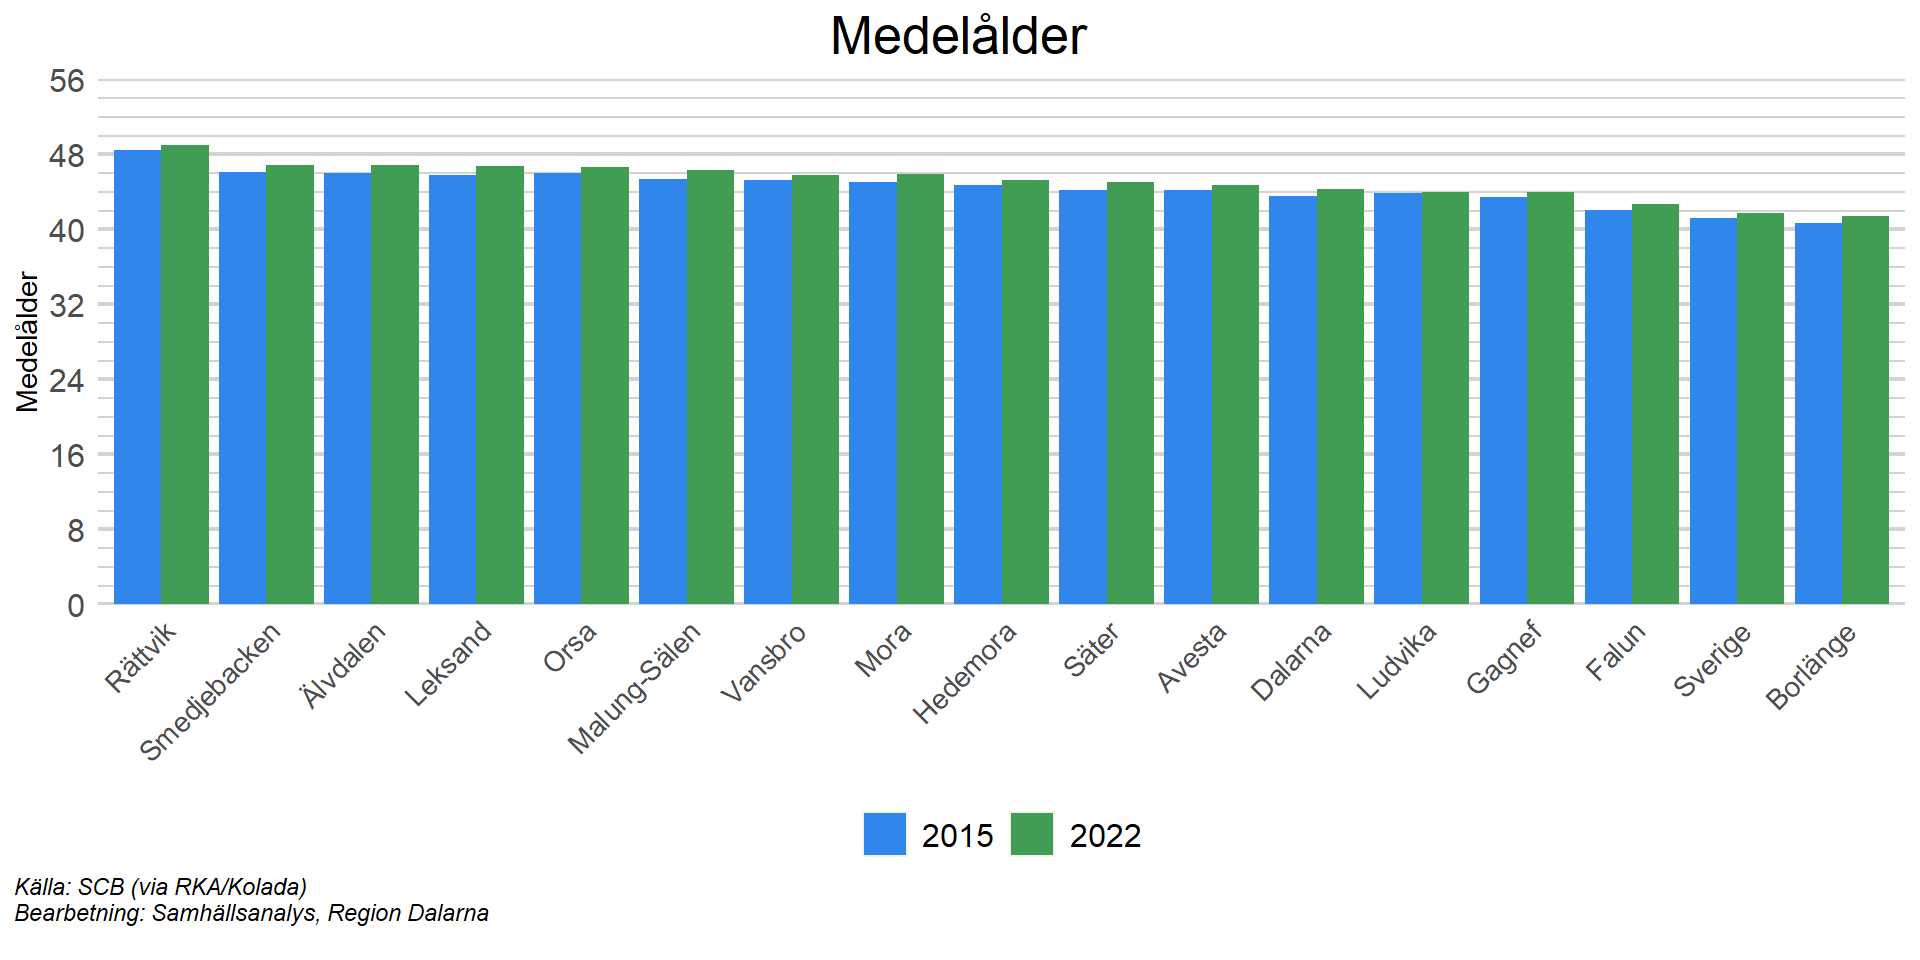 Medelålder
Medelålder
56
48
40
32
24
16
8
0
Rättvik
Smedjebacken
Älvdalen
Leksand
Orsa
Malung-Sälen
Vansbro
Mora
Hedemora
Säter
Avesta
Dalarna
Ludvika
Gagnef
Falun
Sverige
Borlänge
2015
2022
Källa: SCB (via RKA/Kolada)
Bearbetning: Samhällsanalys, Region Dalarna